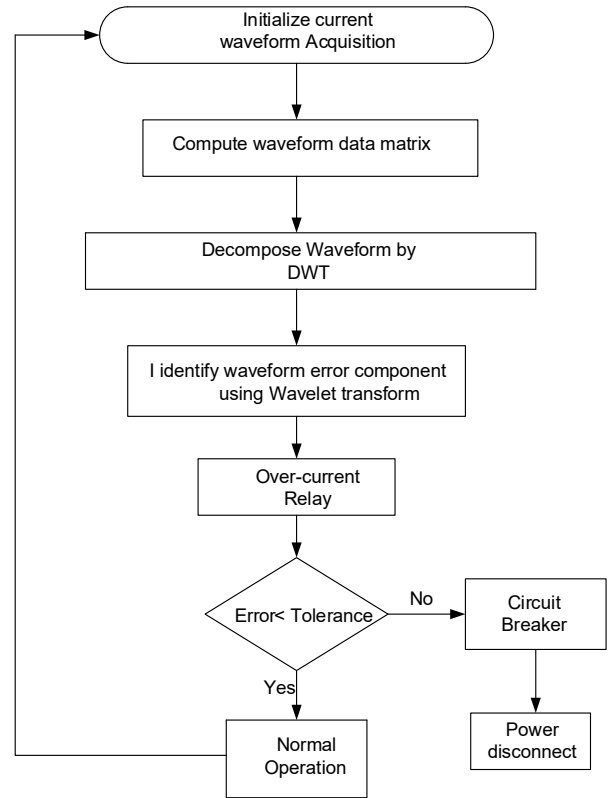 Initialize current
waveform Acquisition
Compute waveform data matrix
Decompose Waveform by
DWT
I identify waveform error component
using Wavelet transform
Over-current
Relay
Error< Tolerance
No
Circuit
Breaker
Yes
Normal
Operation
Power
disconnect